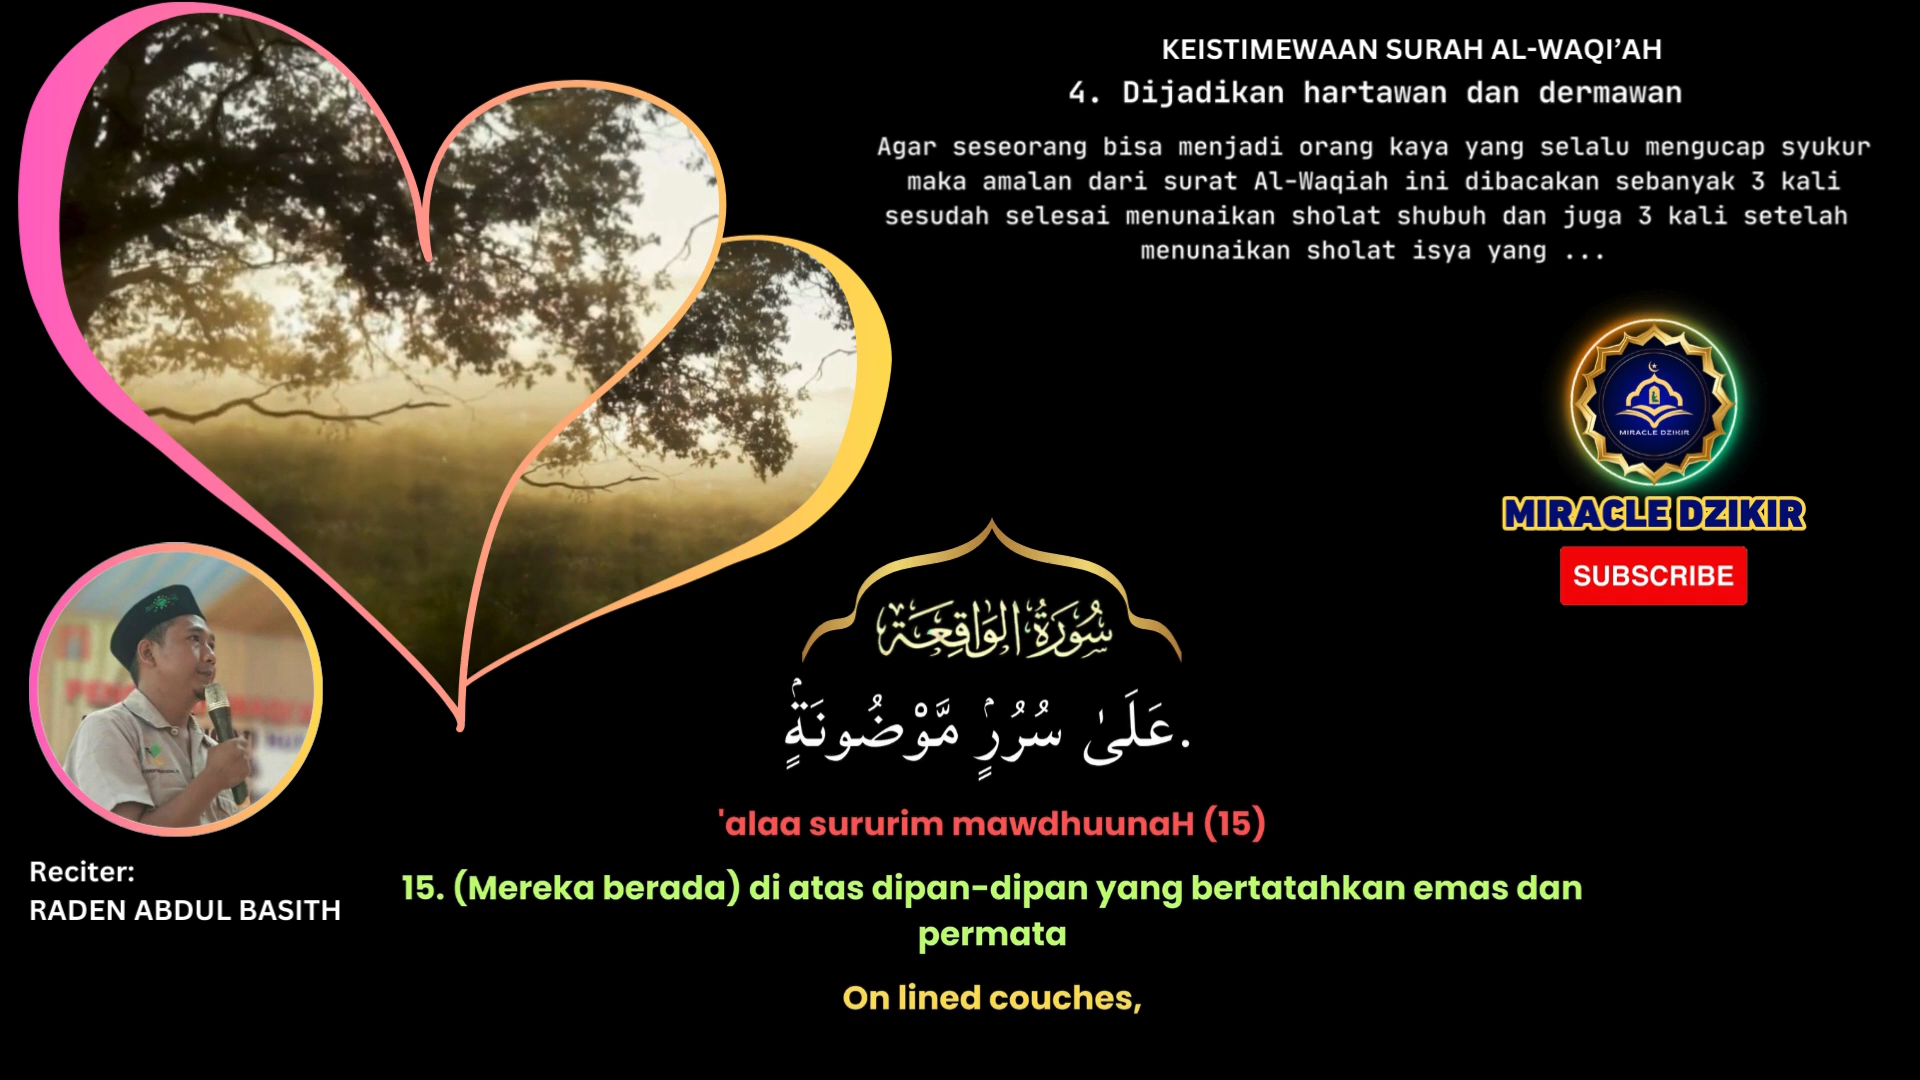 KEISTIMEWAAN SURAH AL-WAQI’AH
4. Dijadikan hartawan dan dermawan
Agar seseorang bisa menjadi orang kaya yang selalu mengucap syukur
maka amalan dari surat Al-Waqiah ini dibacakan sebanyak 3 kali
sesudah selesai menunaikan sholat shubuh dan juga 3 kali setelah
menunaikan sholat isya yang ...
MIRACLE DZIKIR
MIRACLE DZIKIR
SUBSCRIBE
سُورَةُ الوَاقِعَة
عَلَىٰ سُرُرٍۢ مَّوْضُونَةٍۢ.
'alaa sururim mawdhuunaH (15)
15. (Mereka berada) di atas dipan-dipan yang bertatahkan emas dan
permata
On lined couches,
Reciter:
RADEN ABDUL BASITH